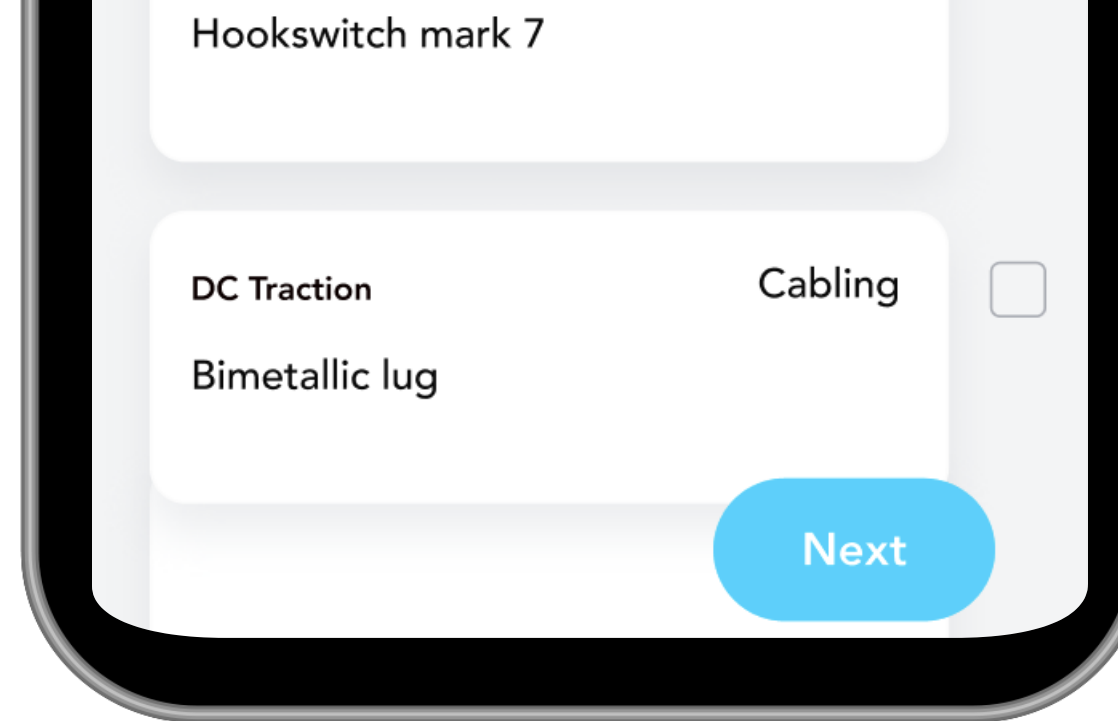 Hookswitch mark 7
DC Traction
Cabling
Bimetallic lug
Next